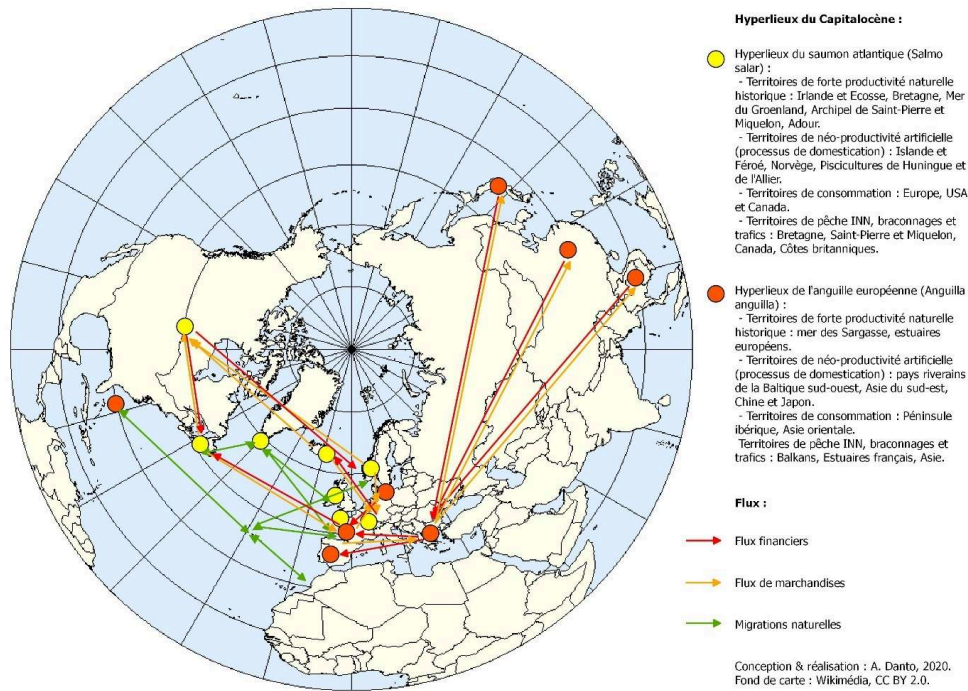 Hyperlieux du Capitalocène :
Hyperlieux du saumon atlantique (Salmo
salar) :
- Territoires de forte productivité naturelle
historique : Irlande et Ecosse, Bretagne, Mer
du Groenland, Archipel de Saint-Pierre et
Miquelon, Adour.
- Territoires de néo-productivité artificielle
(processus de domestication) : Islande et
Féroé, Norvège, Piscicultures de Huningue et
de l'Allier.
- Territoires de consommation : Europe, USA
et Canada.
- Territoires de pêche INN, braconnages et
trafics : Bretagne, Saint-Pierre et Miquelon,
Canada, Côtes britanniques.
Hyperlieux de l'anguille européenne (Anguilla
anguilla) :
- Territoires de forte productivité naturelle
historique : mer des Sargasse, estuaires
européens.
- Territoires de néo-productivité artificielle
(processus de domestication) : pays riverains
de la Baltique sud-ouest, Asie du sud-est,
Chine et Japon.
- Territoires de consommation : Péninsule
ibérique, Asie orientale.
Territoires de pêche INN, braconnages et
trafics : Balkans, Estuaires français, Asie.
Flux :
Flux financiers
Flux de marchandises
Migrations naturelles
Conception & réalisation : A. Danto, 2020.
Fond de carte : Wikimédia, CC BY 2.0.